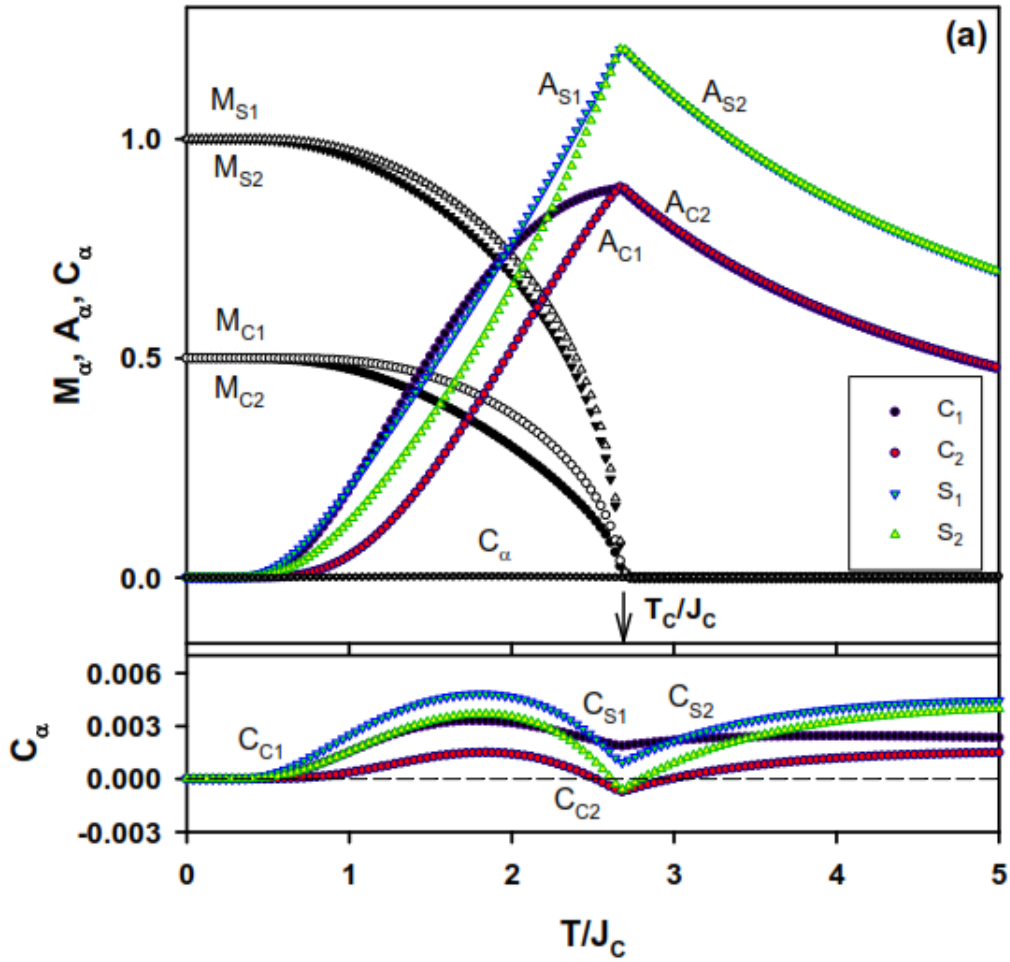 (a)
M_S1
M_S2
A_S1
A_S2
M_C1
M_C2
A_C2
A_C1
C_α
T_C/J_C
C_1
C_2
S_1
S_2
1.0
0.5
0.0
M_α, A_α, C_α
C_C1
C_S1
C_S2
C_C2
0.006
0.003
0.000
-0.003
C_α
0 1 2 3 4 5
T/J_C